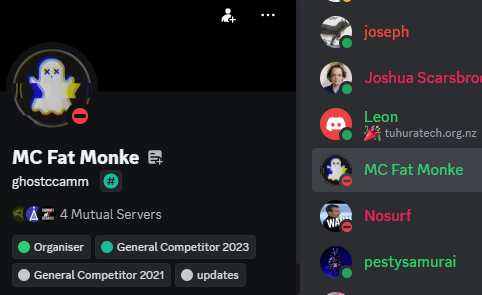 MC Fat Monke
ghostccamm #
4 Mutual Servers
Organiser
General Competitor 2023
General Competitor 2021
updates
joseph
Joshua Scarsbro
Leon
tuhuratech.org.nz
MC Fat Monke
Nosurf
pestysamurai